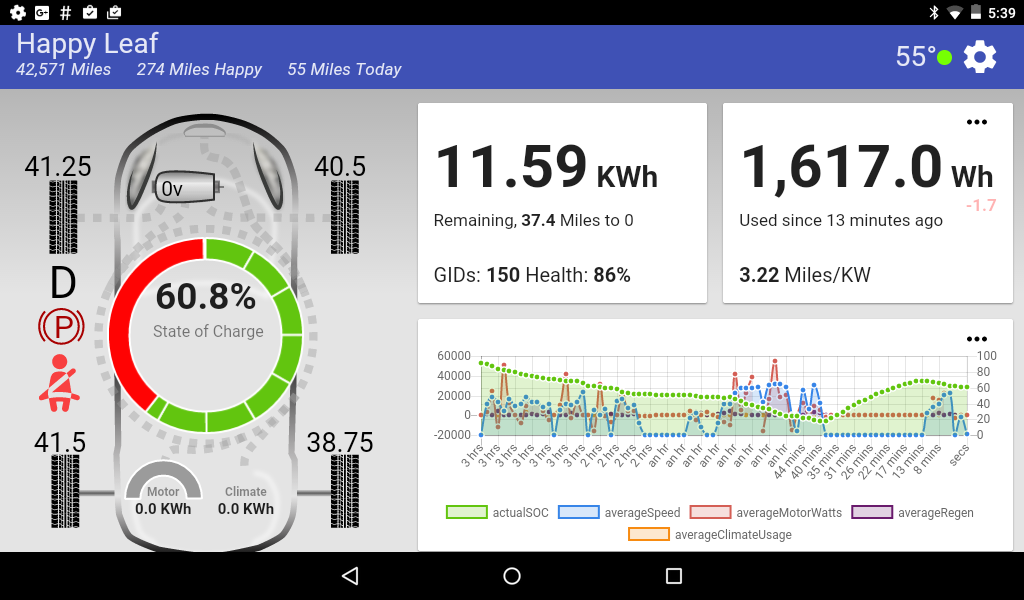 5:39
Happy Leaf
42,571 Miles 274 Miles Happy 55 Miles Today
55°
41.25
40.5
0v
D
(P)
60.8%
State of Charge
41.5
38.75
Motor
0.0 KWh
Climate
0.0 KWh
11.59 KWh
Remaining, 37.4 Miles to 0
GIDs: 150 Health: 86%
1,617.0 Wh
-1.7
Used since 13 minutes ago
3.22 Miles/KW
60000
40000
20000
0
-20000
100
80
60
40
20
0
3 hrs 3 hrs 3 hrs 3 hrs 3 hrs 3 hrs 3 hrs 2 hrs 2 hrs 2 hrs 2 hrs an hr an hr an hr an hr an hr an hr an hr 44 mins 40 mins 35 mins 31 mins 26 mins 22 mins 17 mins 13 mins 8 mins secs
actualSOC averageSpeed averageMotorWatts averageRegen
averageClimateUsage